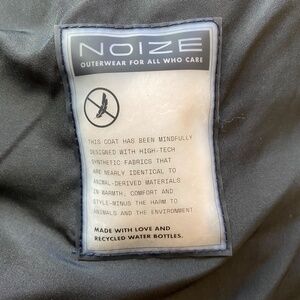 NOIZE
OUTERWEAR FOR ALL WHO CARE
THIS COAT HAS BEEN MINDFULLY
DESIGNED WITH HIGH-TECH
SYNTHETIC FABRICS THAT
ARE NEARLY IDENTICAL TO
ANIMAL-DERIVED MATERIALS
IN WARMTH, COMFORT AND
STYLE-MINUS THE HARM TO
ANIMALS AND THE ENVIRONMENT
MADE WITH LOVE AND
RECYCLED WATER BOTTLES.